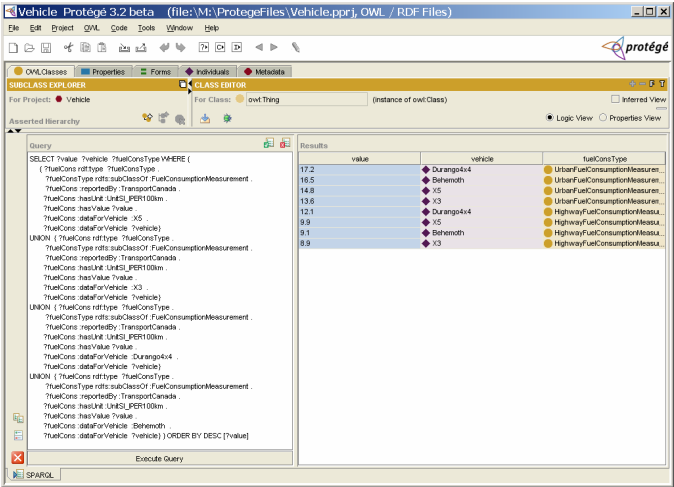 Vehicle Protégé 3.2 beta (file:\M:\ProtegeFiles\Vehicle.pprj, OWL / RDF Files)
File Edit Project OWL Code Tools Window Help
protégé
OWLClasses Properties Forms Individuals Metadata
SUBCLASS EXPLORER
CLASS EDITOR
For Project: Vehicle
For Class: owl:Thing (instance of owl:Class) Inferred View
Asserted Hierarchy
Logic View Properties View
Query
SELECT ?value ?vehicle ?fuelConsType WHERE {
{ ?fuelCons rdf:type ?fuelConsType .
?fuelConsType rdfs:subClassOf :FuelConsumptionMeasurement .
?fuelCons :reportedBy :TransportCanada .
?fuelCons :hasUnit :UnitSI_lPER100km .
?fuelCons :hasValue ?value .
?fuelCons :dataForVehicle :X5 .
?fuelCons :dataForVehicle ?vehicle}
UNION { ?fuelCons rdf:type ?fuelConsType .
?fuelConsType rdfs:subClassOf :FuelConsumptionMeasurement .
?fuelCons :reportedBy :TransportCanada .
?fuelCons :hasUnit :UnitSI_lPER100km .
?fuelCons :hasValue ?value .
?fuelCons :dataForVehicle :X3 .
?fuelCons :dataForVehicle ?vehicle}
UNION { ?fuelCons rdf:type ?fuelConsType .
?fuelConsType rdfs:subClassOf :FuelConsumptionMeasurement .
?fuelCons :reportedBy :TransportCanada .
?fuelCons :hasUnit :UnitSI_lPER100km .
?fuelCons :hasValue ?value .
?fuelCons :dataForVehicle :Durango4x4 .
?fuelCons :dataForVehicle ?vehicle}
UNION { ?fuelCons rdf:type ?fuelConsType .
?fuelConsType rdfs:subClassOf :FuelConsumptionMeasurement .
?fuelCons :reportedBy :TransportCanada .
?fuelCons :hasUnit :UnitSI_lPER100km .
?fuelCons :hasValue ?value .
?fuelCons :dataForVehicle :Behemoth .
?fuelCons :dataForVehicle ?vehicle} } ORDER BY DESC [?value]
Execute Query
Results
value vehicle fuelConsType
17.2 Durango4x4 UrbanFuelConsumptionMeasurem...
16.5 Behemoth UrbanFuelConsumptionMeasurem...
14.8 X5 UrbanFuelConsumptionMeasurem...
13.6 X3 UrbanFuelConsumptionMeasurem...
12.1 Durango4x4 HighwayFuelConsumptionMeasu...
9.9 X5 HighwayFuelConsumptionMeasu...
9.1 Behemoth HighwayFuelConsumptionMeasu...
8.9 X3 HighwayFuelConsumptionMeasu...
SPARQL